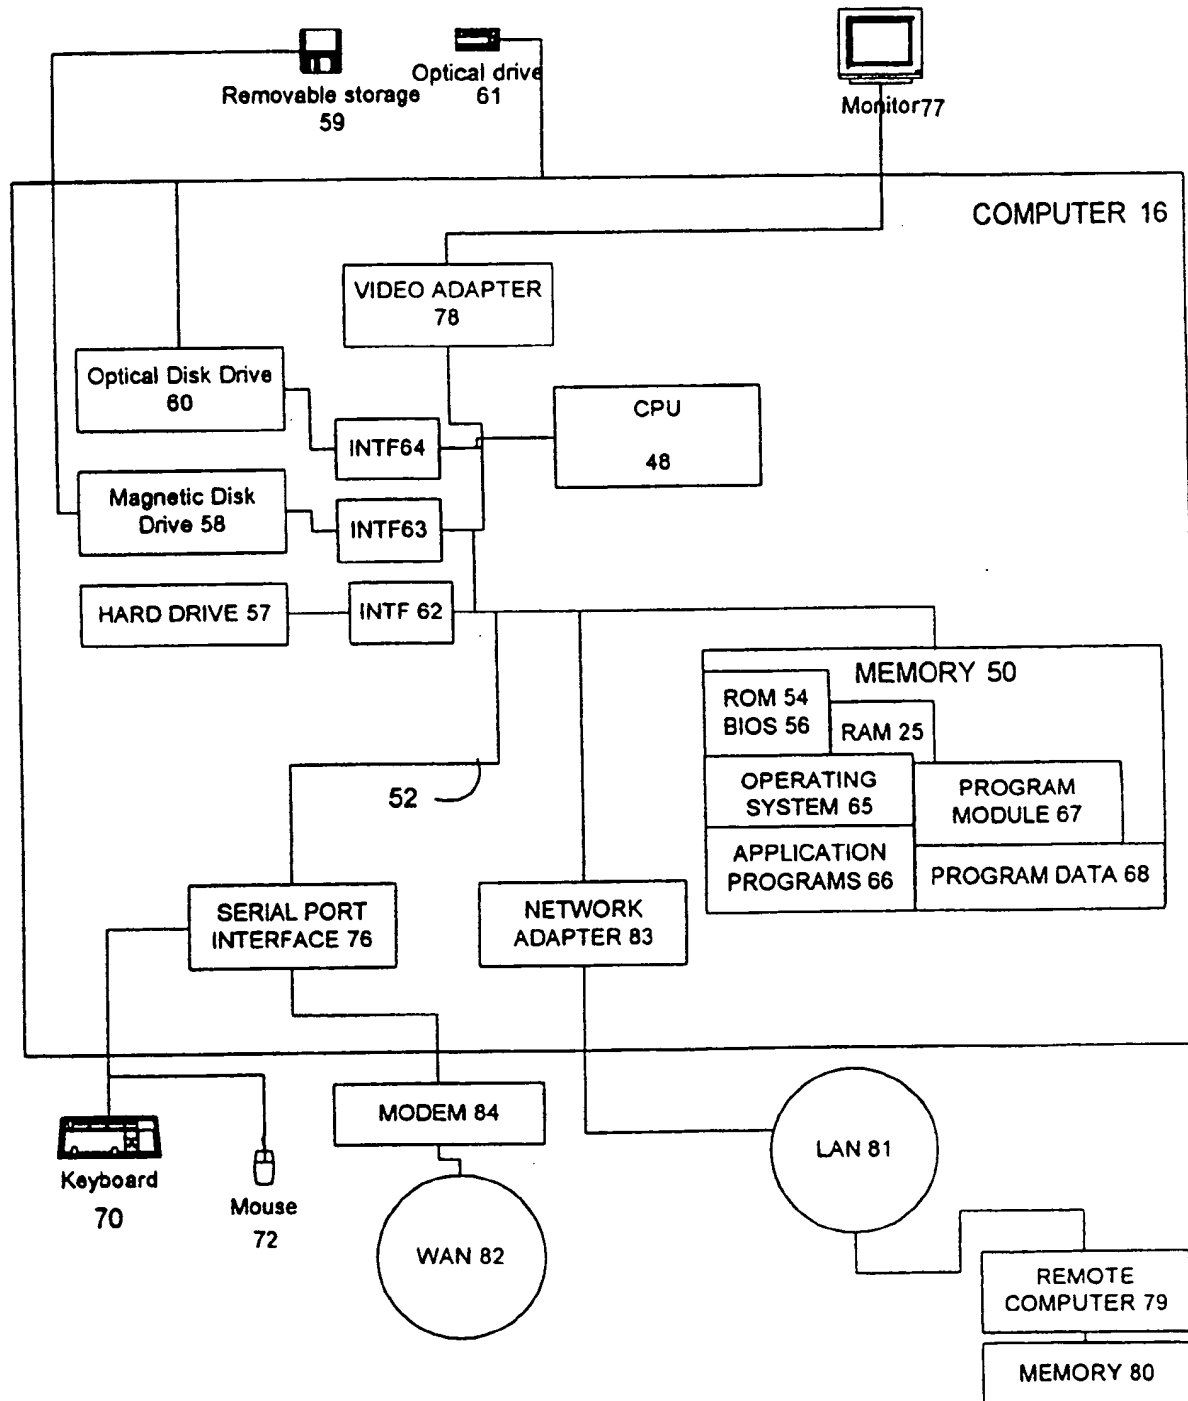 Removable storage
59
Optical drive
61
Monitor77
COMPUTER 16
VIDEO ADAPTER
78
Optical Disk Drive
60
INTF64
CPU
48
Magnetic Disk
Drive 58
INTF63
HARD DRIVE 57
INTF 62
MEMORY 50
ROM 54
BIOS 56
RAM 25
OPERATING
SYSTEM 65
PROGRAM
MODULE 67
APPLICATION
PROGRAMS 66
PROGRAM DATA 68
52
SERIAL PORT
INTERFACE 76
NETWORK
ADAPTER 83
MODEM 84
LAN 81
Keyboard
70
Mouse
72
WAN 82
REMOTE
COMPUTER 79
MEMORY 80